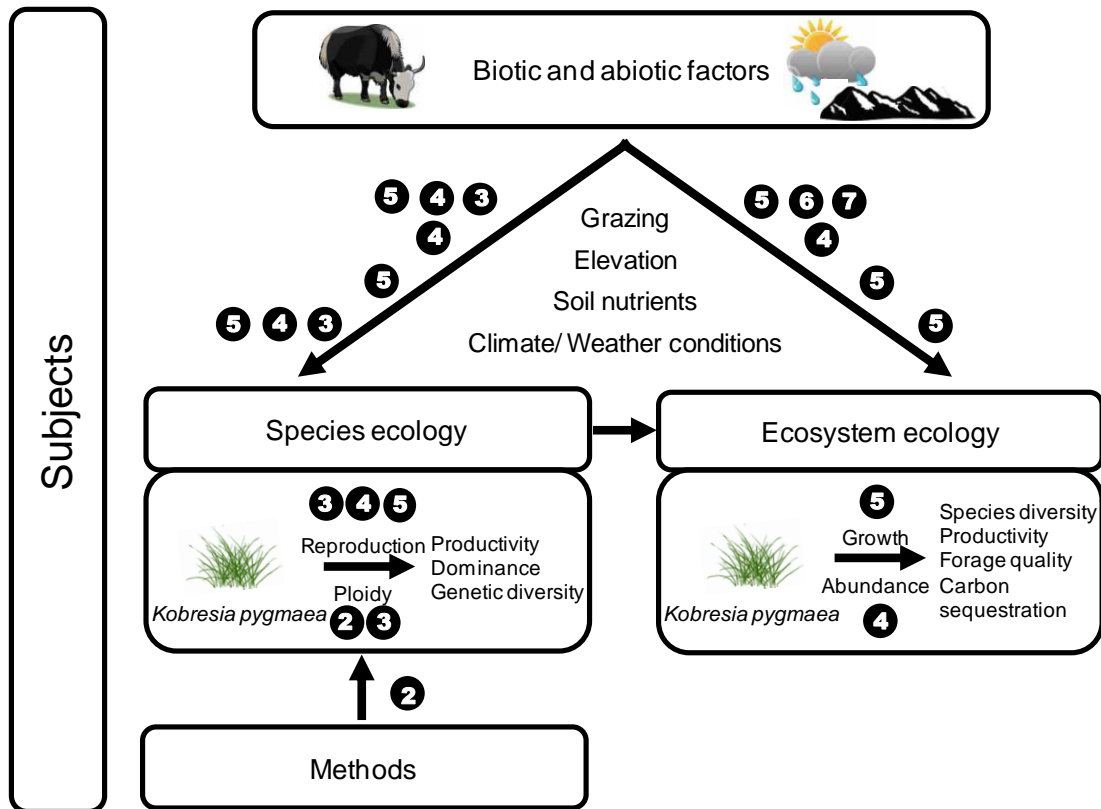 Subjects
Biotic and abiotic factors
5 4 3
4
5
5 4 3
Grazing
Elevation
Soil nutrients
Climate/ Weather conditions
5 6 7
4
5
5
Species ecology
3 4 5
Reproduction
Ploidy
2 3
Kobresia pygmaea
Productivity
Dominance
Genetic diversity
Ecosystem ecology
5
Growth
Abundance
4
Kobresia pygmaea
Species diversity
Productivity
Forage quality
Carbon
sequestration
2
Methods